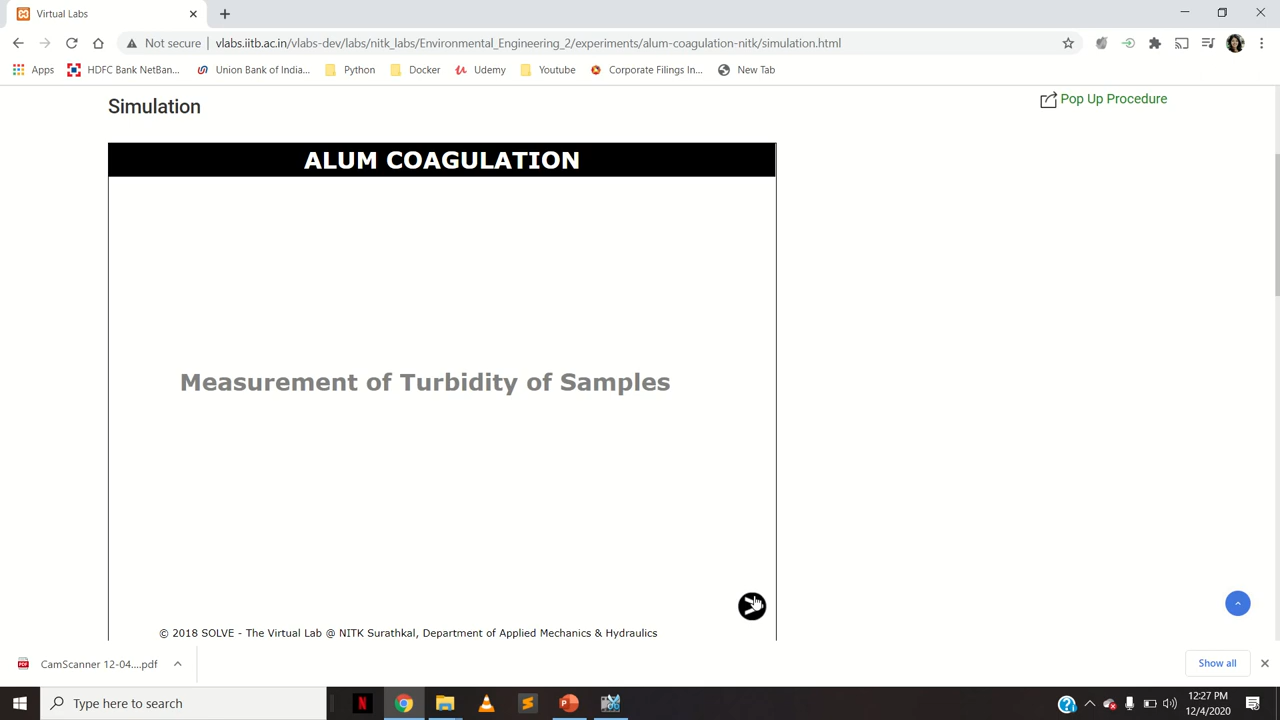 Virtual Labs
Not secure
vlabs.iitb.ac.in/vlabs-dev/labs/nitk_labs/Environmental_Engineering_2/experiments/alum-coagulation-nitk/simulation.html
Apps
HDFC Bank NetBan...
Union Bank of India...
Python
Docker
Udemy
Youtube
Corporate Filings In...
New Tab
Simulation
Pop Up Procedure
ALUM COAGULATION
Measurement of Turbidity of Samples
© 2018 SOLVE - The Virtual Lab @ NITK Surathkal, Department of Applied Mechanics & Hydraulics
CamScanner 12-04....pdf
Show all
Type here to search
12:27 PM
12/4/2020